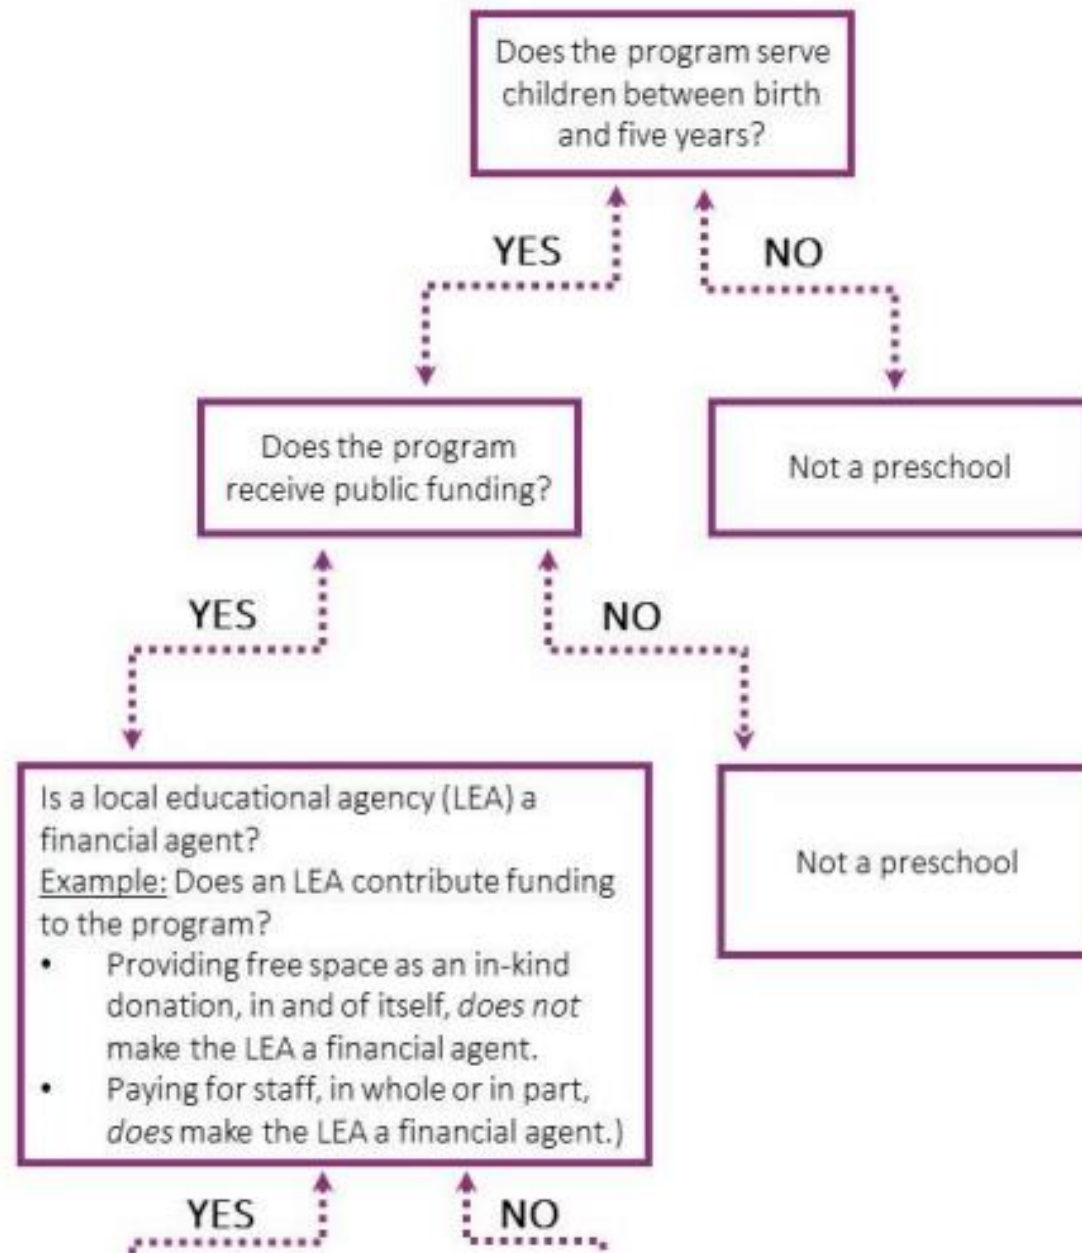 Does the program serve
children between birth
and five years?
YES
NO
Does the program
receive public funding?
Not a preschool
YES
NO
Is a local educational agency (LEA) a
financial agent?
Example: Does an LEA contribute funding
to the program?
• Providing free space as an in-kind
donation, in and of itself, does not
make the LEA a financial agent.
• Paying for staff, in whole or in part,
does make the LEA a financial agent.)
Not a preschool
YES
NO